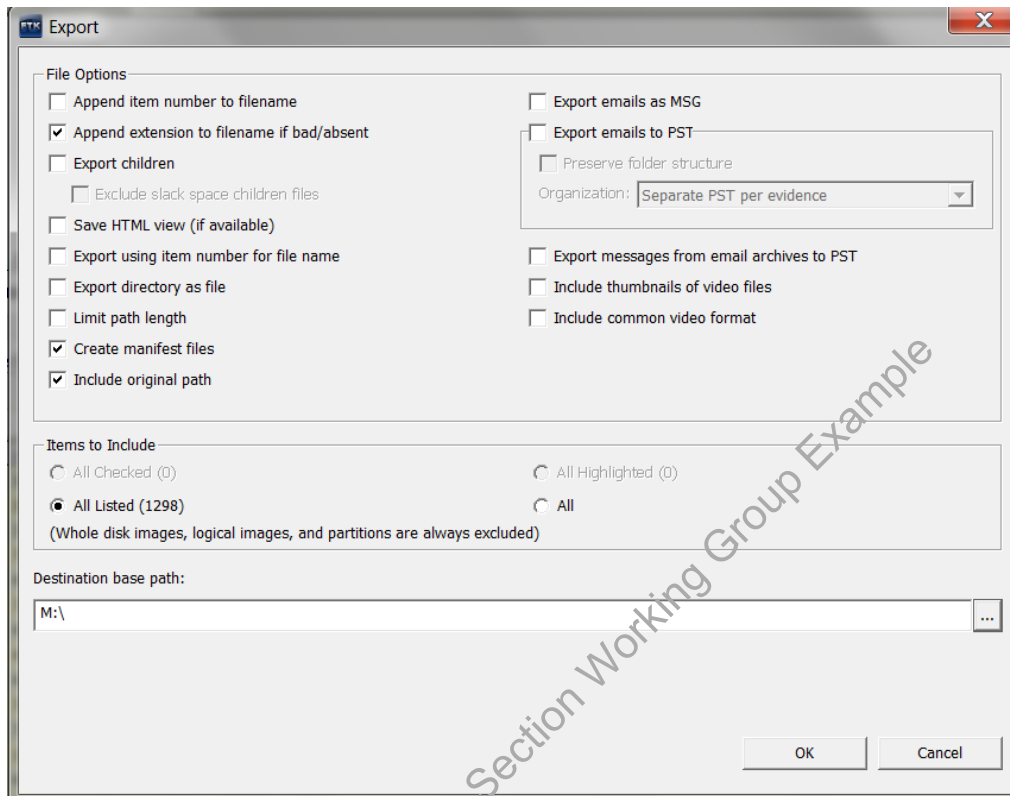 FTK Export
File Options
Append item number to filename
Append extension to filename if bad/absent
Export children
Exclude slack space children files
Save HTML view (if available)
Export using item number for file name
Export directory as file
Limit path length
Create manifest files
Include original path
Export emails as MSG
Export emails to PST
Preserve folder structure
Organization: Separate PST per evidence
Export messages from email archives to PST
Include thumbnails of video files
Include common video format
Items to Include
All Checked (0)
All Highlighted (0)
All Listed (1298)
All
(Whole disk images, logical images, and partitions are always excluded)
Destination base path:
M:\
...
OK
Cancel
Section Working Group Example